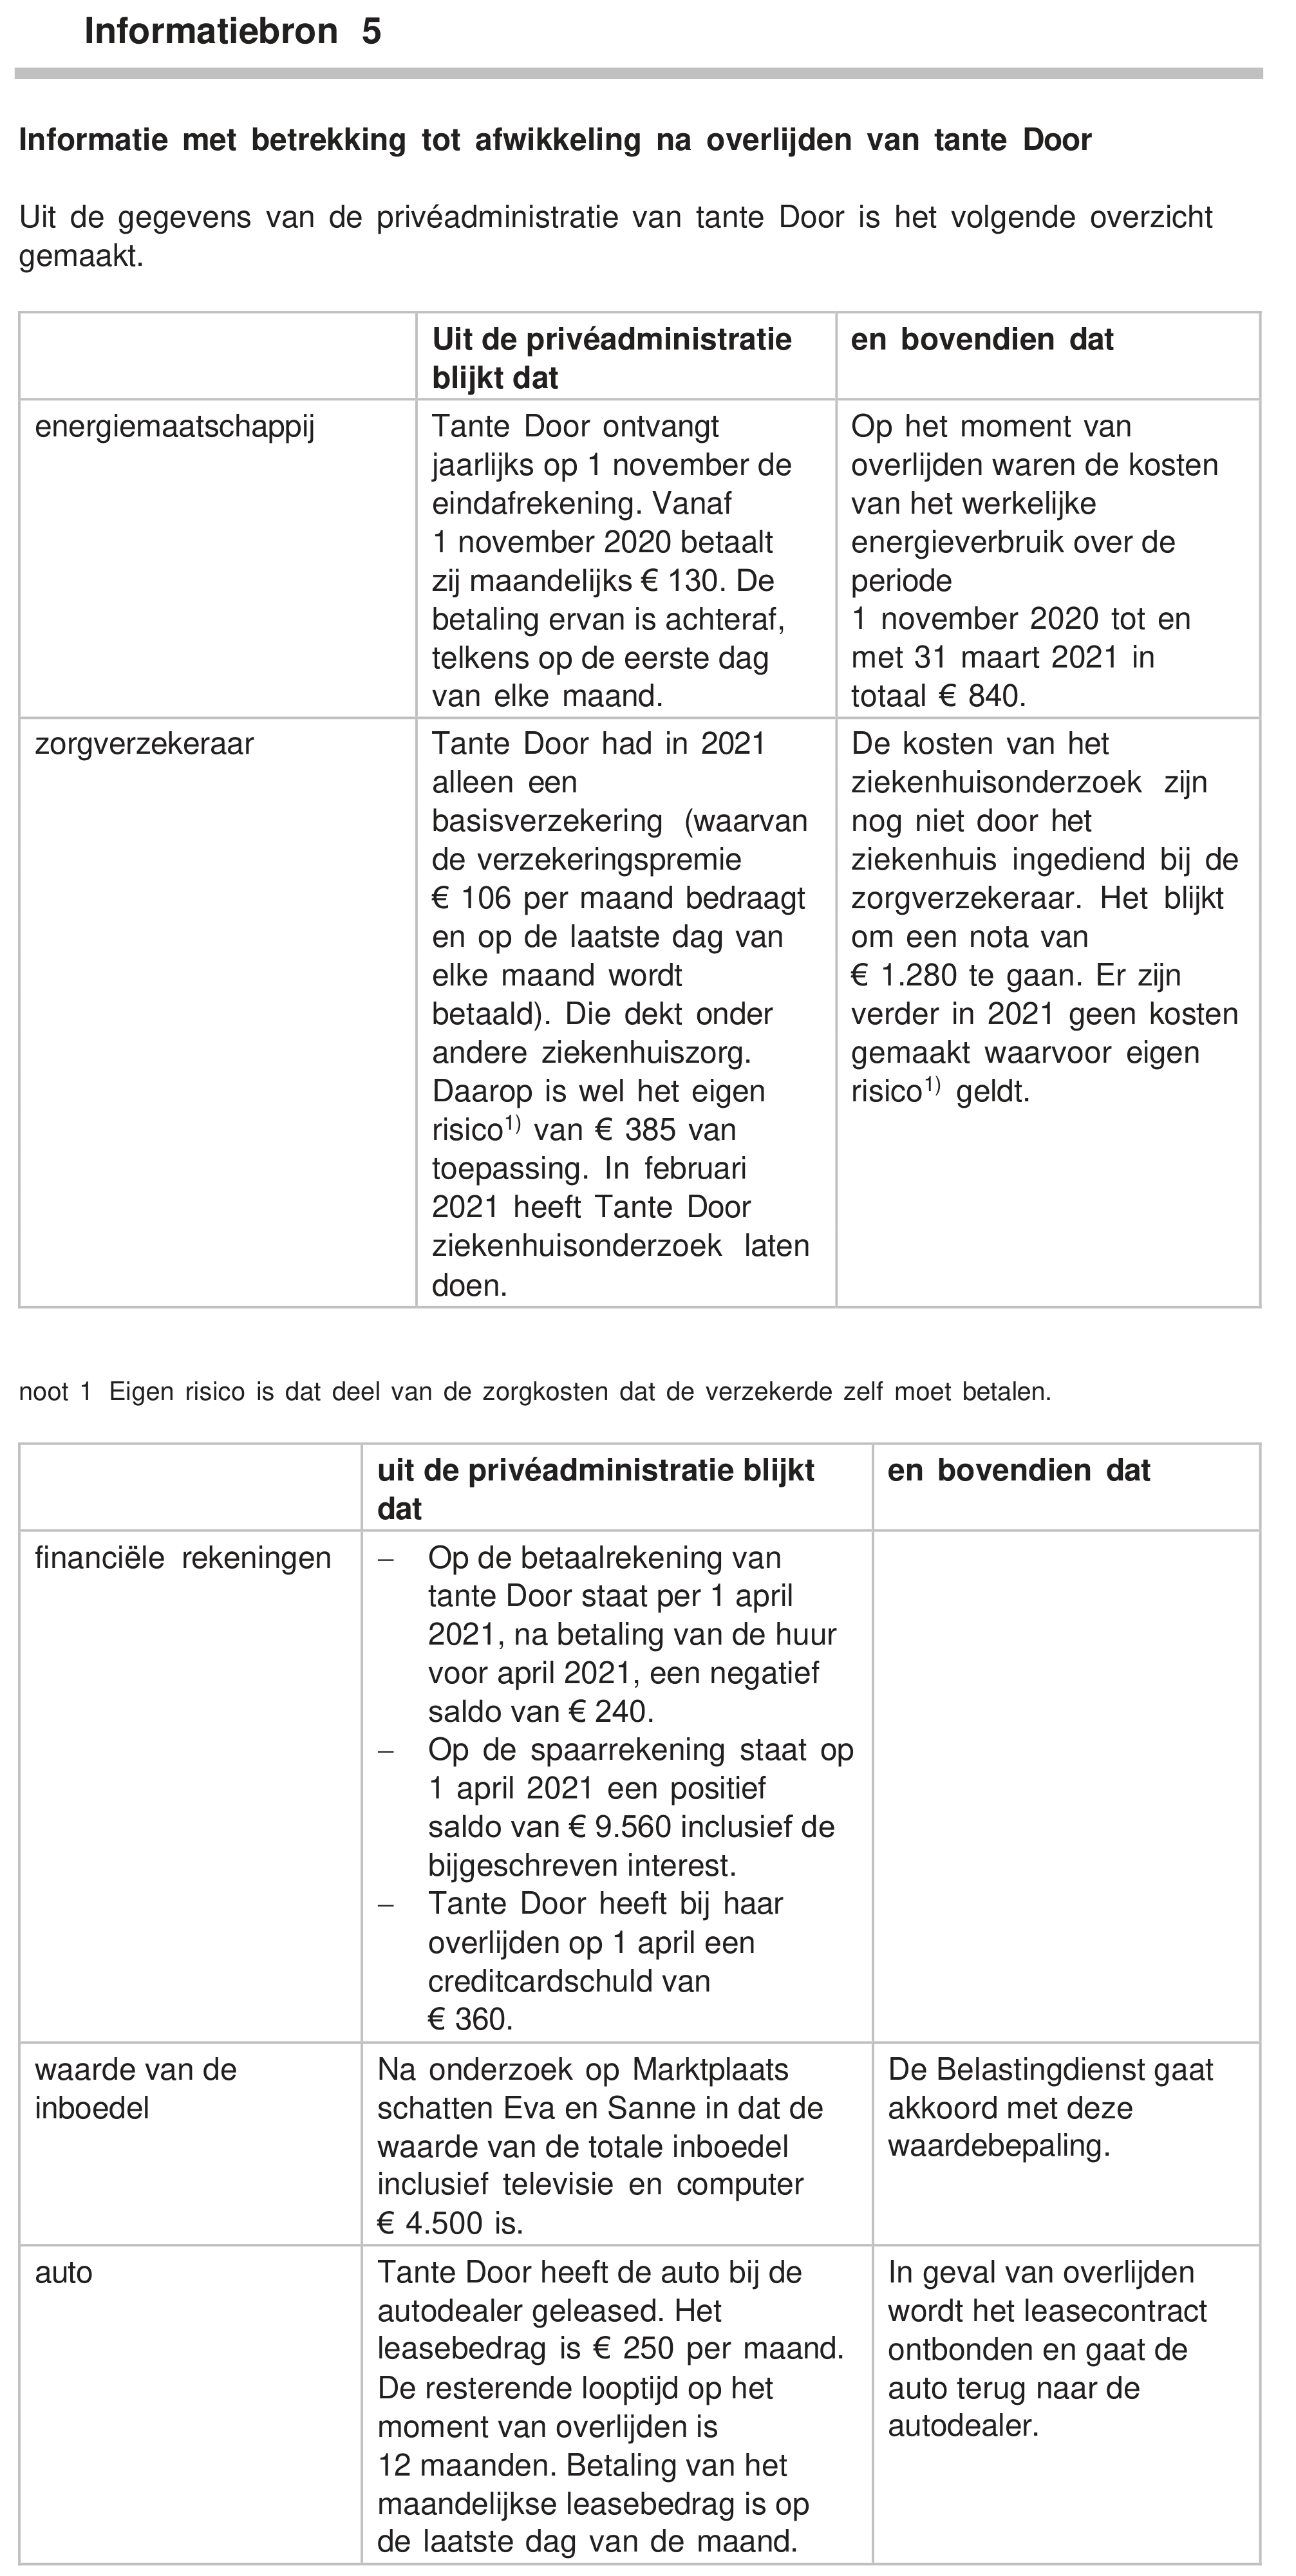 Informatiebron 5
Informatie met betrekking tot afwikkeling na overlijden van tante Door
Uit de gegevens van de privéadministratie van tante Door is het volgende overzicht
gemaakt.
Uit de privéadministratie
blijkt dat
en bovendien dat
energiemaatschappij
Tante Door ontvangt
jaarlijks op 1 november de
eindafrekening. Vanaf
1 november 2020 betaalt
zij maandelijks € 130. De
betaling ervan is achteraf,
telkens op de eerste dag
van elke maand.
Op het moment van
overlijden waren de kosten
van het werkelijke
energieverbruik over de
periode
1 november 2020 tot en
met 31 maart 2021 in
totaal € 840.
zorgverzekeraar
Tante Door had in 2021
alleen een
basisverzekering (waarvan
de verzekeringspremie
€ 106 per maand bedraagt
en op de laatste dag van
elke maand wordt
betaald). Die dekt onder
andere ziekenhuiszorg.
Daarop is wel het eigen
risico1) van € 385 van
toepassing. In februari
2021 heeft Tante Door
ziekenhuisonderzoek laten
doen.
De kosten van het
ziekenhuisonderzoek zijn
nog niet door het
ziekenhuis ingediend bij de
zorgverzekeraar. Het blijkt
om een nota van
€ 1.280 te gaan. Er zijn
verder in 2021 geen kosten
gemaakt waarvoor eigen
risico1) geldt.
noot 1 Eigen risico is dat deel van de zorgkosten dat de verzekerde zelf moet betalen.
uit de privéadministratie blijkt
dat
en bovendien dat
financiële rekeningen
– Op de betaalrekening van
tante Door staat per 1 april
2021, na betaling van de huur
voor april 2021, een negatief
saldo van € 240.
– Op de spaarrekening staat op
1 april 2021 een positief
saldo van € 9.560 inclusief de
bijgeschreven interest.
– Tante Door heeft bij haar
overlijden op 1 april een
creditcardschuld van
€ 360.
waarde van de
inboedel
Na onderzoek op Marktplaats
schatten Eva en Sanne in dat de
waarde van de totale inboedel
inclusief televisie en computer
€ 4.500 is.
De Belastingdienst gaat
akkoord met deze
waardebepaling.
auto
Tante Door heeft de auto bij de
autodealer geleased. Het
leasebedrag is € 250 per maand.
De resterende looptijd op het
moment van overlijden is
12 maanden. Betaling van het
maandelijkse leasebedrag is op
de laatste dag van de maand.
In geval van overlijden
wordt het leasecontract
ontbonden en gaat de
auto terug naar de
autodealer.